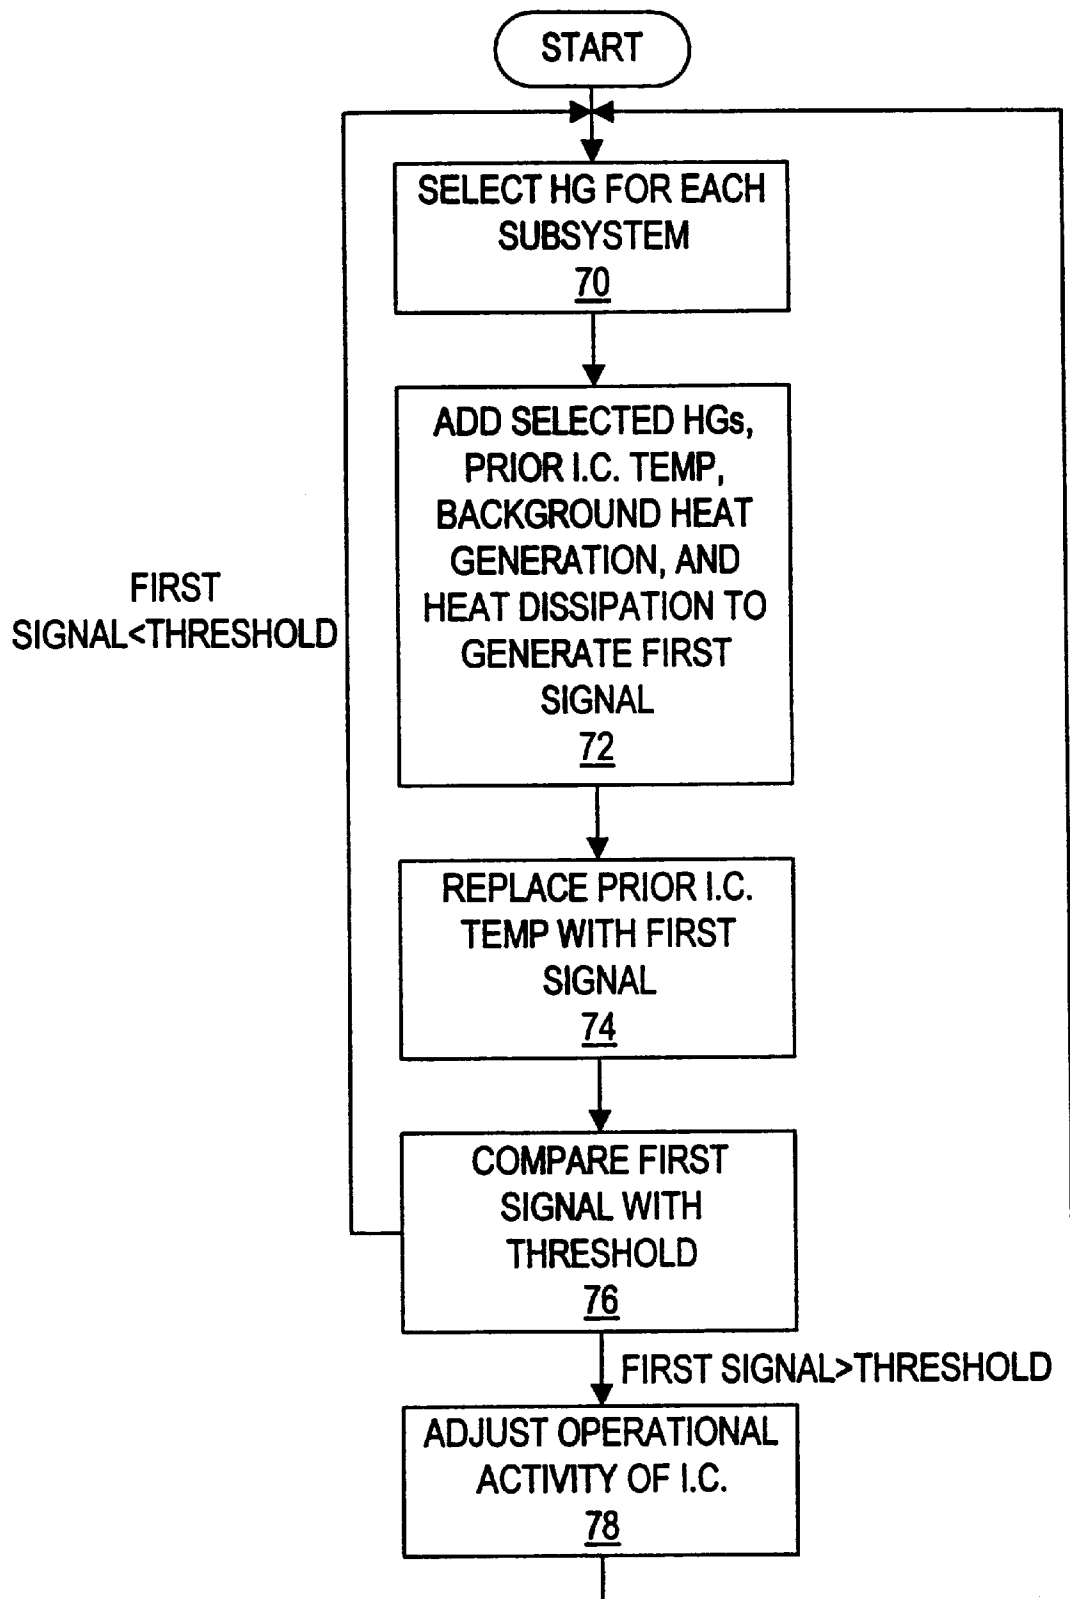 START
SELECT HG FOR EACH
SUBSYSTEM
70
ADD SELECTED HGs,
PRIOR I.C. TEMP,
BACKGROUND HEAT
GENERATION, AND
HEAT DISSIPATION TO
GENERATE FIRST
SIGNAL
72
FIRST
SIGNAL<THRESHOLD
REPLACE PRIOR I.C.
TEMP WITH FIRST
SIGNAL
74
COMPARE FIRST
SIGNAL WITH
THRESHOLD
76
FIRST SIGNAL>THRESHOLD
ADJUST OPERATIONAL
ACTIVITY OF I.C.
78